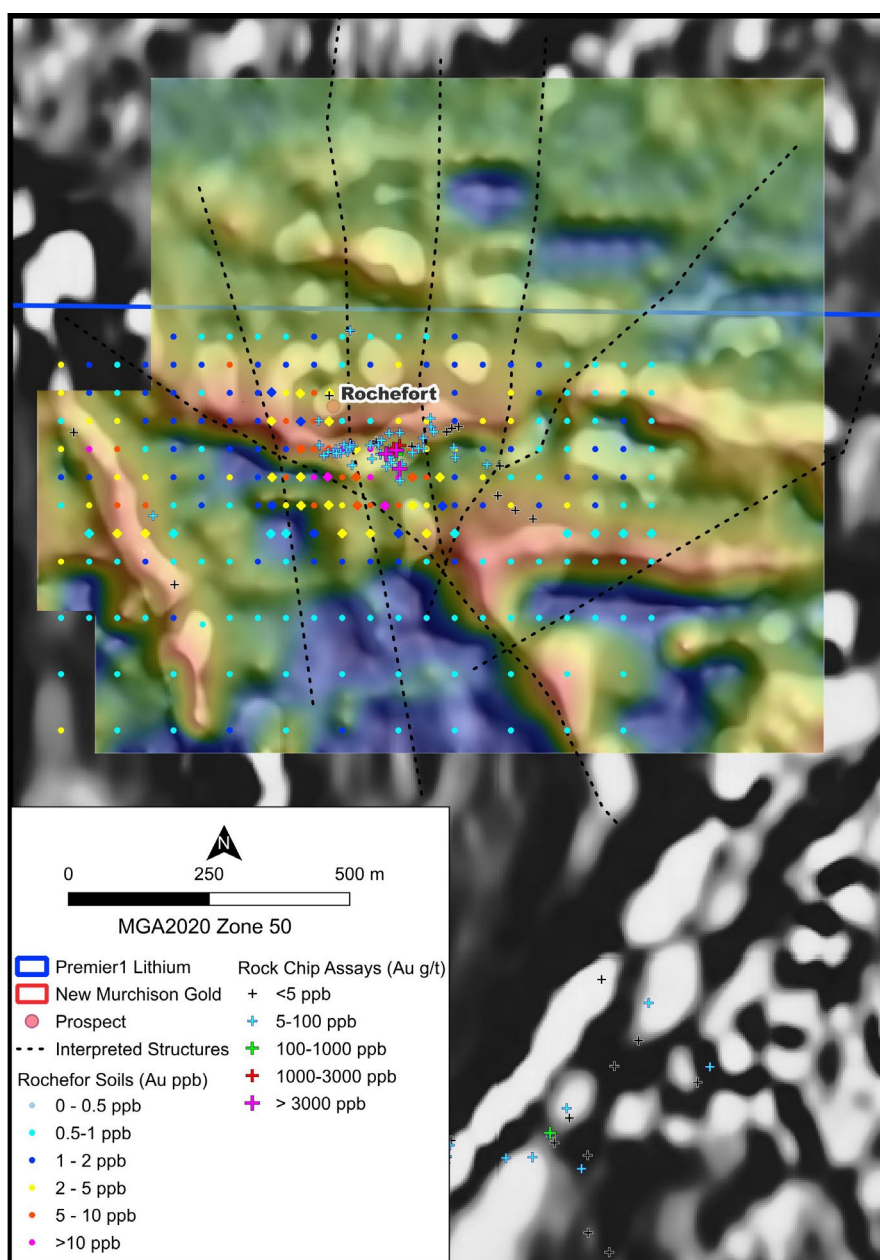 Rochefort
N
0 250 500 m
MGA2020 Zone 50
Premier1 Lithium
New Murchison Gold
Prospect
Interpreted Structures
Rochefor Soils (Au ppb)
0 - 0.5 ppb
0.5-1 ppb
1 - 2 ppb
2 - 5 ppb
5 - 10 ppb
>10 ppb
Rock Chip Assays (Au g/t)
<5 ppb
5-100 ppb
100-1000 ppb
1000-3000 ppb
> 3000 ppb